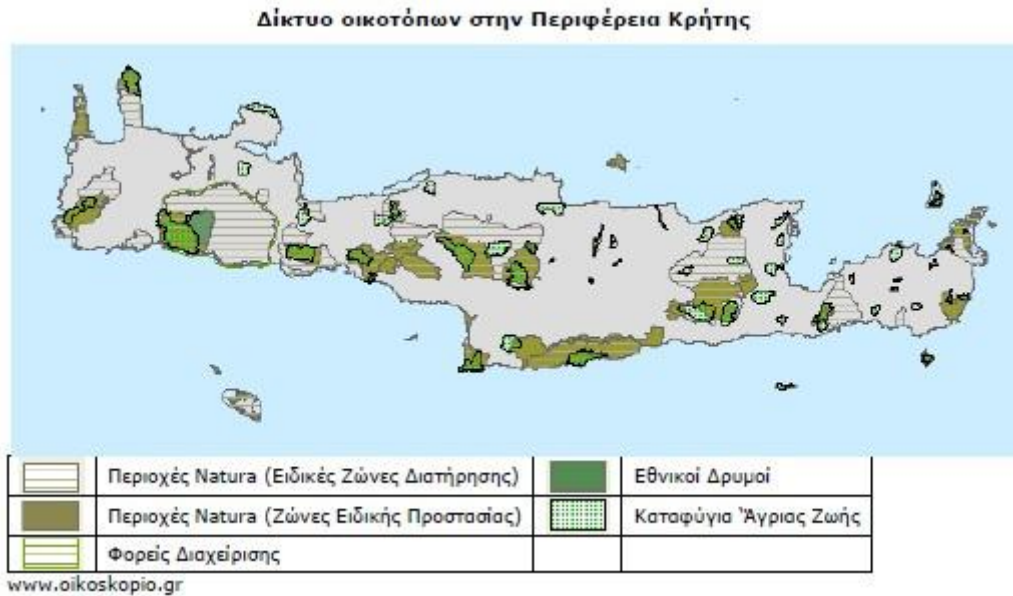 Δίκτυο οικοτόπων στην Περιφέρεια Κρήτης
Περιοχές Natura (Ειδικές Ζώνες Διατήρησης)
Εθνικοί Δρυμοί
Περιοχές Natura (Ζώνες Ειδικής Προστασίας)
Καταφύγια Άγριας Ζωής
Φορείς Διαχείρισης
www.oikoskopio.gr